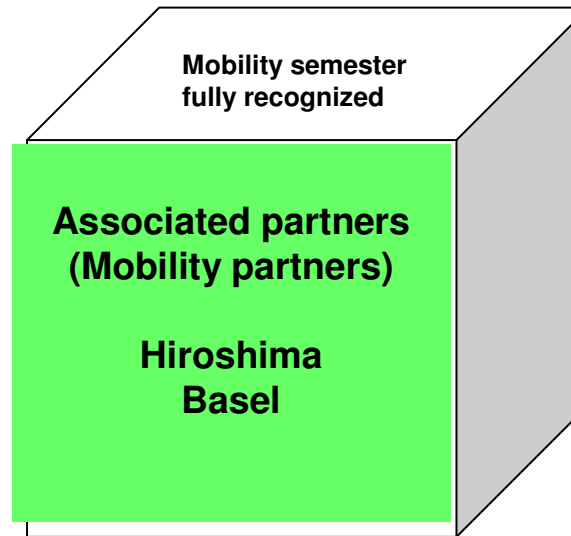 Mobility semester
fully recognized
Associated partners
(Mobility partners)
Hiroshima
Basel